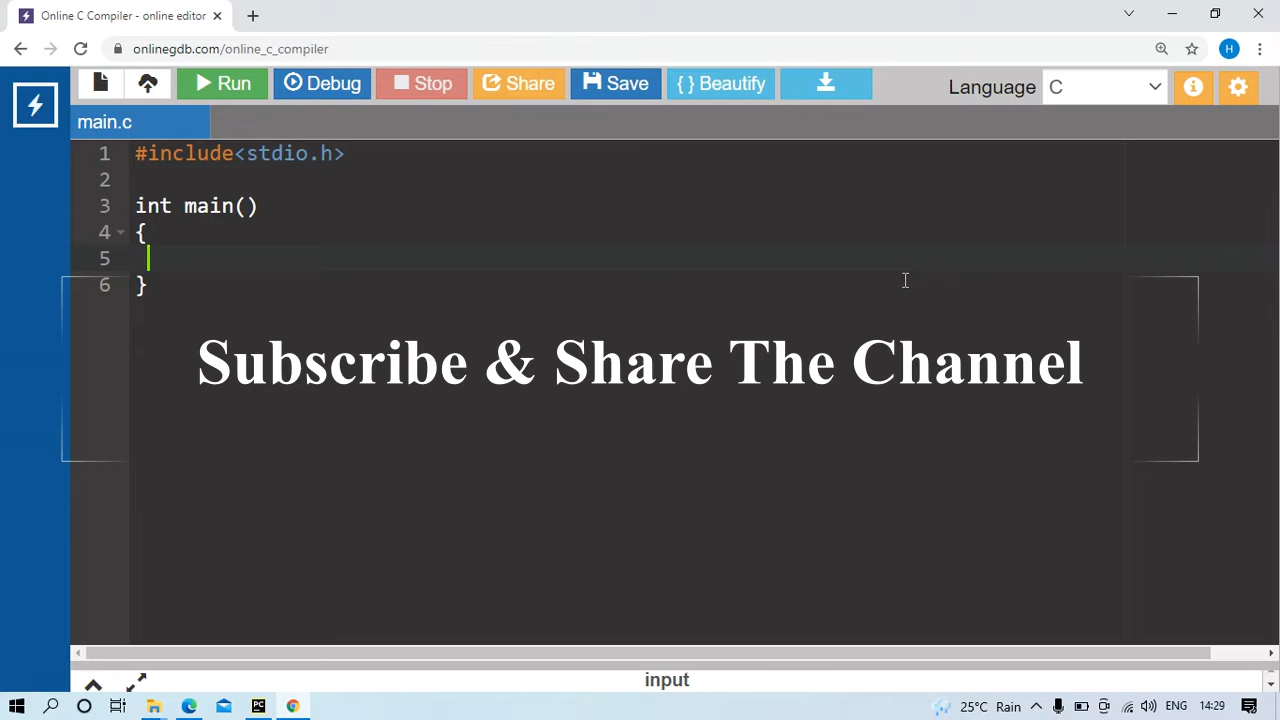 Online C Compiler - online editor
onlinegdb.com/online_c_compiler
H
Run Debug Stop Share Save { } Beautify Language C
main.c
1 #include<stdio.h>
2
3 int main()
4 {
5
6 }
Subscribe & Share The Channel
input
PC 25°C Rain ENG 14:29